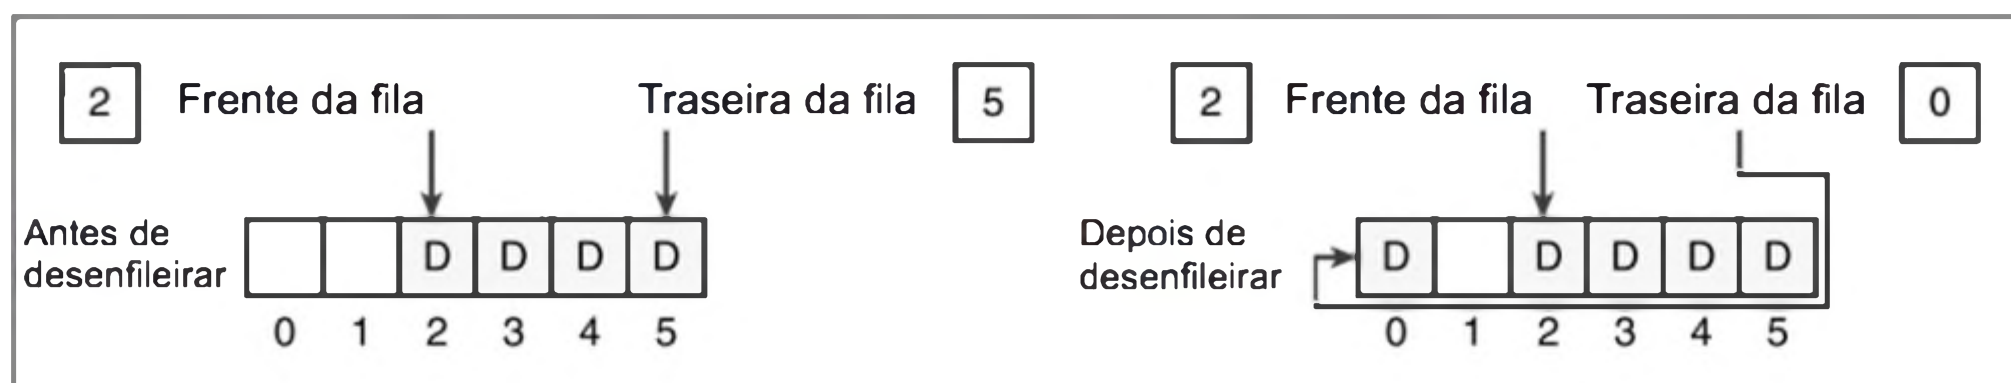 2 Frente da fila Traseira da fila 5
Antes de
desenfileirar
D D D D
0 1 2 3 4 5
2 Frente da fila Traseira da fila 0
Depois de
desenfileirar
D D D D D
0 1 2 3 4 5